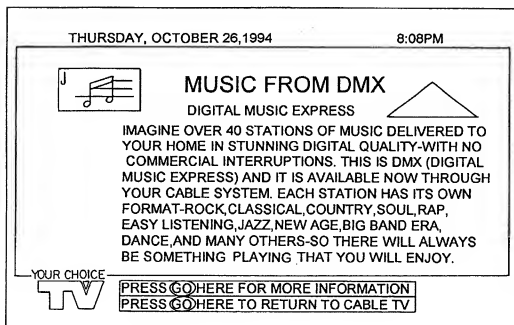 THURSDAY, OCTOBER 26,1994 8:08PM
J
MUSIC FROM DMX
DIGITAL MUSIC EXPRESS
IMAGINE OVER 40 STATIONS OF MUSIC DELIVERED TO
YOUR HOME IN STUNNING DIGITAL QUALITY-WITH NO
COMMERCIAL INTERRUPTIONS. THIS IS DMX (DIGITAL
MUSIC EXPRESS) AND IT IS AVAILABLE NOW THROUGH
YOUR CABLE SYSTEM. EACH STATION HAS ITS OWN
FORMAT-ROCK,CLASSICAL,COUNTRY,SOUL,RAP,
EASY LISTENING,JAZZ,NEW AGE,BIG BAND ERA,
DANCE,AND MANY OTHERS-SO THERE WILL ALWAYS
BE SOMETHING PLAYING THAT YOU WILL ENJOY.
YOUR CHOICE
TV
PRESS GO HERE FOR MORE INFORMATION
PRESS GO HERE TO RETURN TO CABLE TV